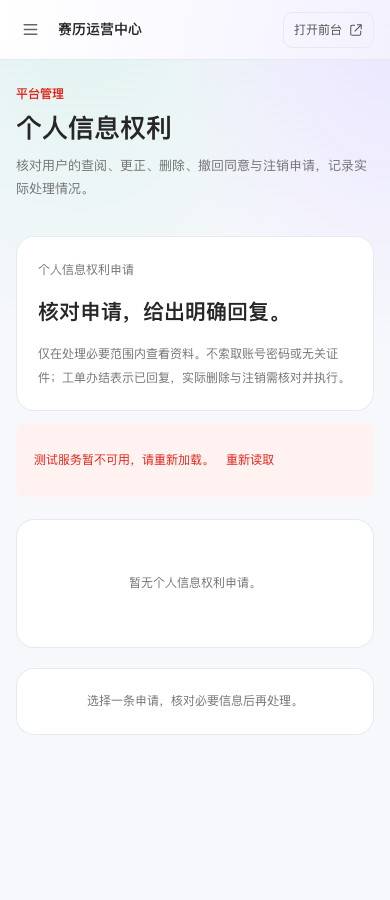 赛历运营中心
打开前台
平台管理
个人信息权利
核对用户的查阅、更正、删除、撤回同意与注销申请，记录实
际处理情况。
个人信息权利申请
核对申请，给出明确回复。
仅在处理必要范围内查看资料。不索取账号密码或无关证
件；工单办结表示已回复，实际删除与注销需核对并执行。
测试服务暂不可用，请重新加载。 重新读取
暂无个人信息权利申请。
选择一条申请，核对必要信息后再处理。